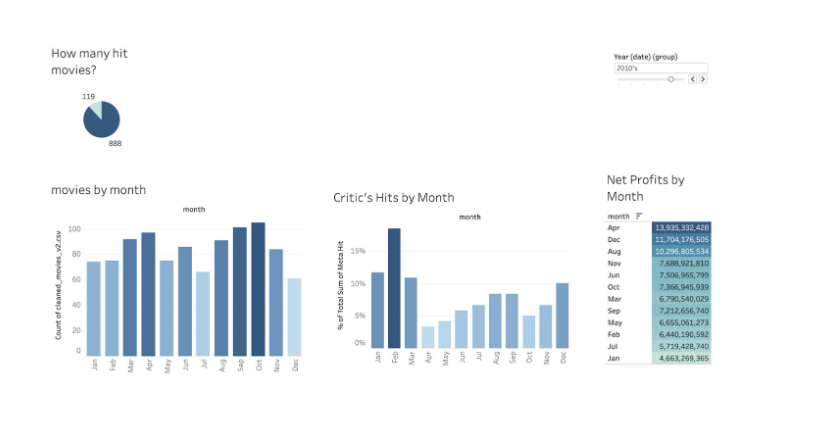 How many hit
movies?
119
888
Year (date) (group)
2010's
movies by month
month
Count of cleaned_movies_v2.csv
100
80
60
40
20
0
Jan
Feb
Mar
Apr
May
Jun
Jul
Aug
Sep
Oct
Nov
Dec
Critic's Hits by Month
month
% of Total Sum of Meta Hit
15%
10%
5%
0%
Jan
Feb
Mar
Apr
May
Jun
Jul
Aug
Sep
Oct
Nov
Dec
Net Profits by
Month
month
Apr 13,935,332,428
Dec 11,704,176,505
Aug 10,296,805,534
Nov 7,688,921,810
Jun 7,506,965,799
Oct 7,366,945,939
Mar 6,790,540,029
Sep 7,212,656,740
May 6,655,061,273
Feb 6,440,190,592
Jul 5,719,428,740
Jan 4,663,269,365